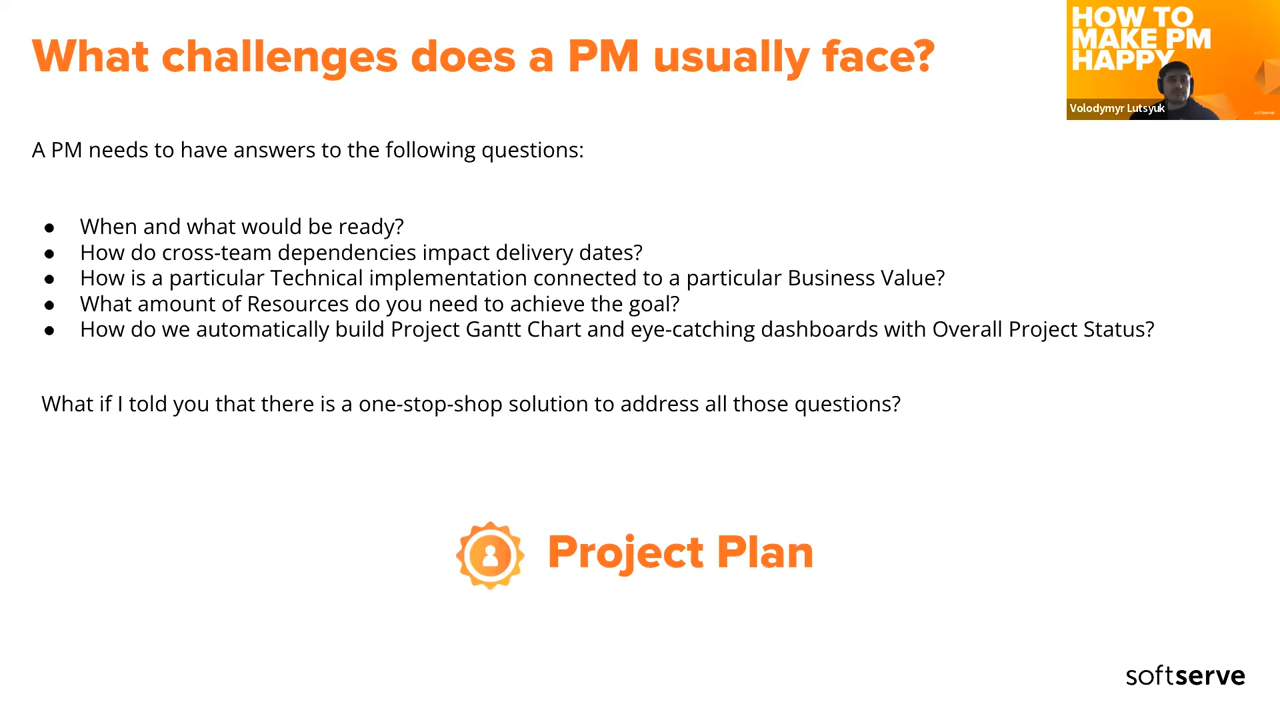 What challenges does a PM usually face?
HOW TO
MAKE PM
HAPPY
Volodymyr Lutsyuk
softserve
A PM needs to have answers to the following questions:
● When and what would be ready?
● How do cross-team dependencies impact delivery dates?
● How is a particular Technical implementation connected to a particular Business Value?
● What amount of Resources do you need to achieve the goal?
● How do we automatically build Project Gantt Chart and eye-catching dashboards with Overall Project Status?
What if I told you that there is a one-stop-shop solution to address all those questions?
Project Plan
softserve